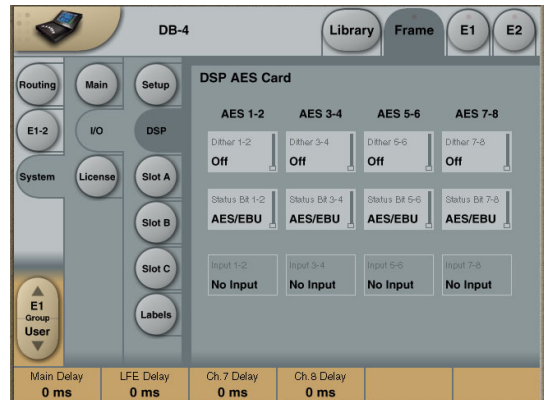 DB-4
Library Frame E1 E2
Routing Main Setup
DSP AES Card
AES 1-2 AES 3-4 AES 5-6 AES 7-8
E1-2 I/O DSP
Dither 1-2 Dither 3-4 Dither 5-6 Dither 7-8
Off Off Off Off
System License Slot A
Status Bit 1-2 Status Bit 3-4 Status Bit 5-6 Status Bit 7-8
AES/EBU AES/EBU AES/EBU AES/EBU
Slot B
Slot C
Input 1-2 Input 3-4 Input 5-6 Input 7-8
No Input No Input No Input No Input
E1
Group
User
Labels
Main Delay LFE Delay Ch.7 Delay Ch.8 Delay
0 ms 0 ms 0 ms 0 ms